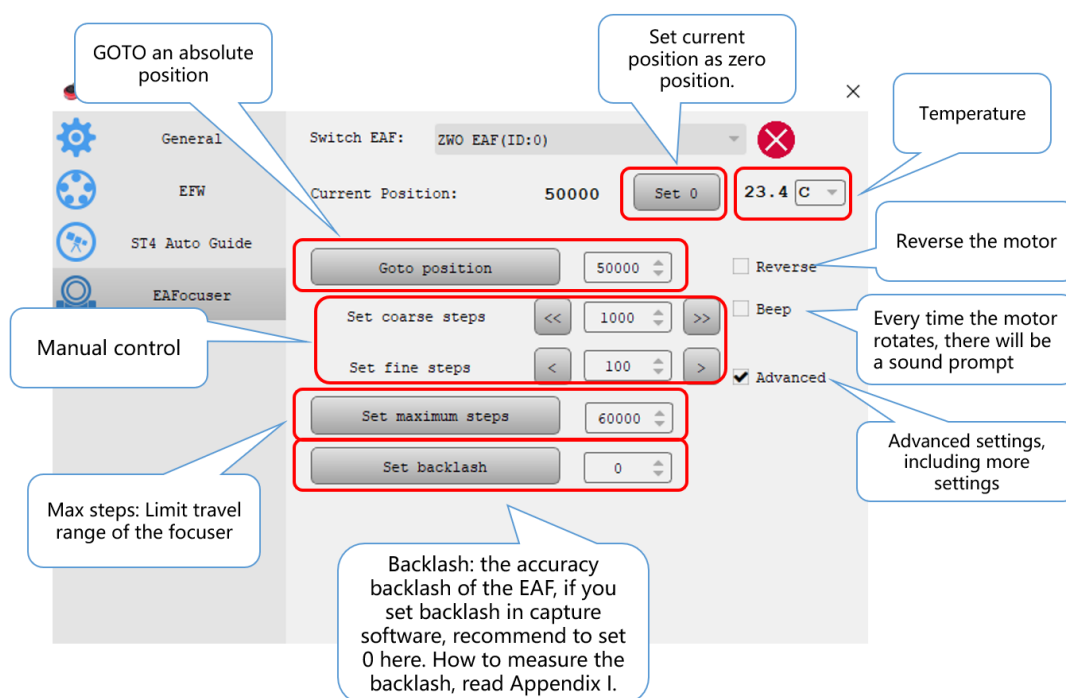 GOTO an absolute
position
Set current
position as zero
position.
Temperature
General
Switch EAF:
ZWO EAF(ID:0)
EFW
Current Position:
50000
Set 0
23.4
C
ST4 Auto Guide
Reverse the motor
Goto position
50000
Reverse
EAFocuser
Manual control
Set coarse steps
<<
1000
>>
Beep
Every time the motor
rotates, there will be
a sound prompt
Set fine steps
<
100
>
Advanced
Set maximum steps
60000
Advanced settings,
including more
settings
Set backlash
0
Max steps: Limit travel
range of the focuser
Backlash: the accuracy
backlash of the EAF, if you
set backlash in capture
software, recommend to set
0 here. How to measure the
backlash, read Appendix I.